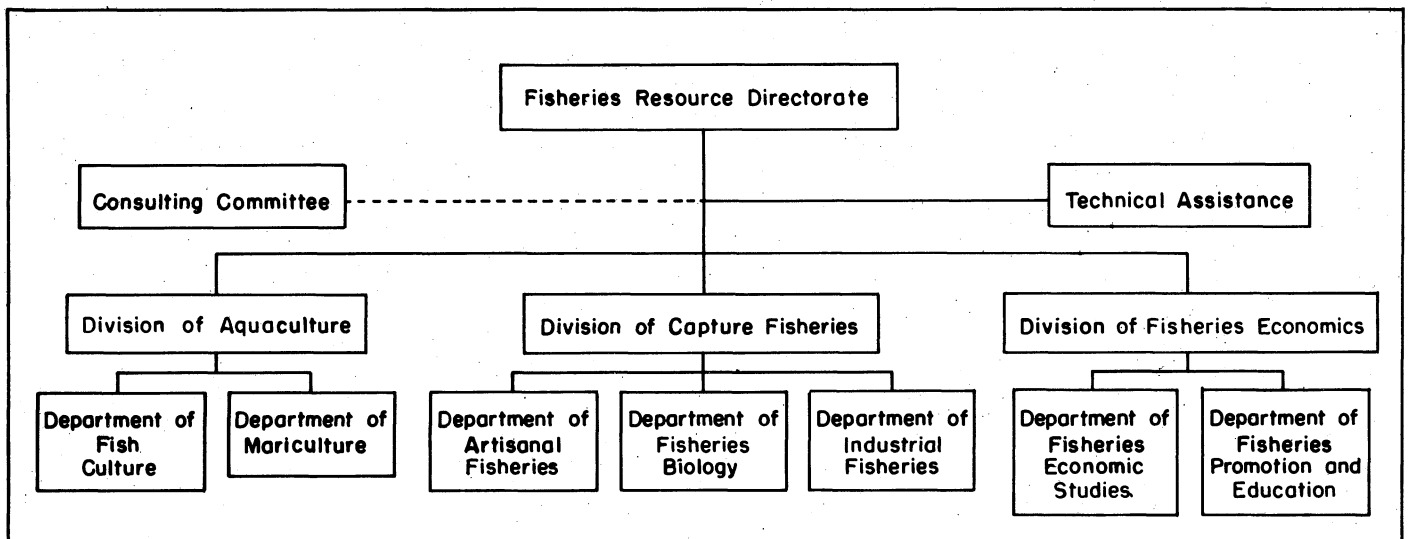 Fisheries Resource Directorate
Consulting Committee
Technical Assistance
Division of Aquaculture
Division of Capture Fisheries
Division of Fisheries Economics
Department of
Fish
Culture
Department of
Mariculture
Department of
Artisanal
Fisheries
Department of
Fisheries
Biology
Department of
Industrial
Fisheries
Department of
Fisheries
Economic
Studies.
Department of
Fisheries
Promotion and
Education